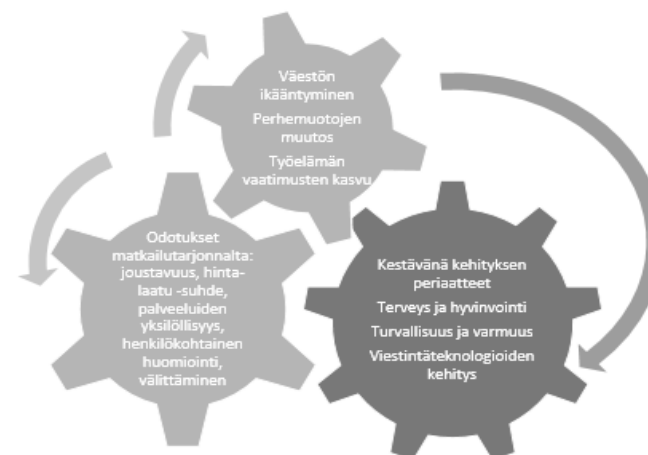 Väestön
ikääntyminen
Perhemuotojen
muutos
Työelämän
vaatimusten kasvu
Odotukset
matkailutarjonnalta:
joustavuus, hinta-
laatu -suhde,
palveeluiden
yksilöllisyys,
henkilökohtainen
huomiointi,
välittäminen
Kestävänä kehityksen
periaatteet
Terveys ja hyvinvointi
Turvallisuus ja varmuus
Viestintäteknologioiden
kehitys